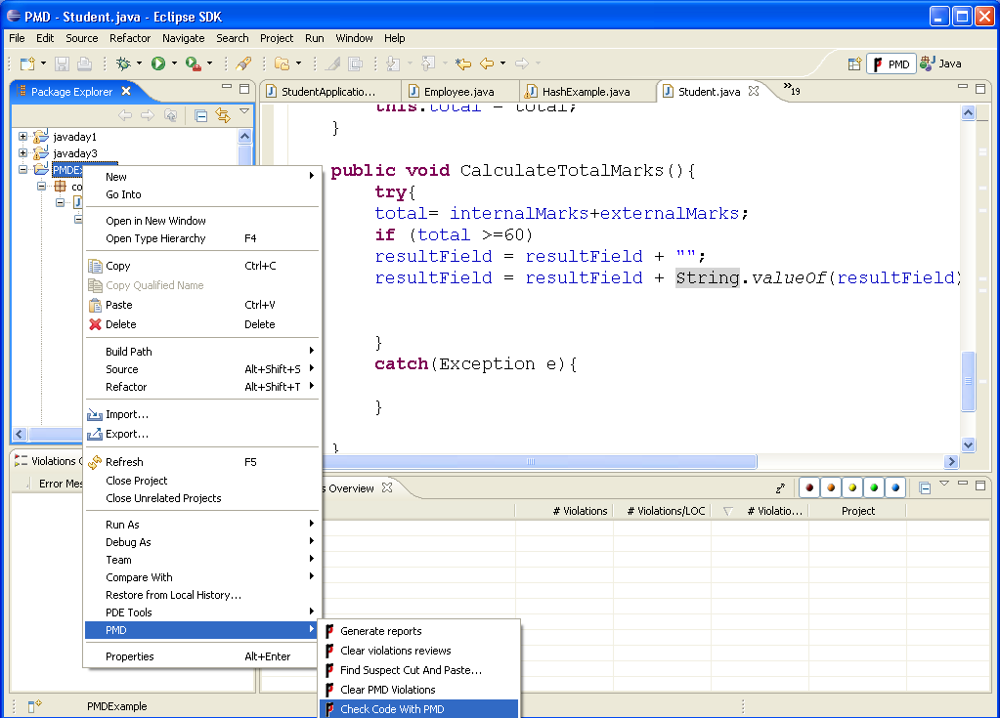 PMD - Student.java - Eclipse SDK
File Edit Source Refactor Navigate Search Project Run Window Help
PMD Java
Package Explorer
StudentApplicatio... Employee.java HashExample.java Student.java »19
javaday1
javaday3
PMDEx
co
this.total = total;
}
public void CalculateTotalMarks(){
try{
total= internalMarks+externalMarks;
if (total >=60)
resultField = resultField + "";
resultField = resultField + String.valueOf(resultField)
}
catch(Exception e){
}
}
New
Go Into
Open in New Window
Open Type Hierarchy F4
Copy Ctrl+C
Copy Qualified Name
Paste Ctrl+V
Delete Delete
Build Path
Source Alt+Shift+S
Refactor Alt+Shift+T
Import...
Export...
Refresh F5
Close Project
Close Unrelated Projects
Run As
Debug As
Team
Compare With
Restore from Local History...
PDE Tools
PMD
Properties Alt+Enter
Generate reports
Clear violations reviews
Find Suspect Cut And Paste...
Clear PMD Violations
Check Code With PMD
Violations O
Error Mes
s Overview
# Violations # Violations/LOC # Violatio... Project
PMDExample